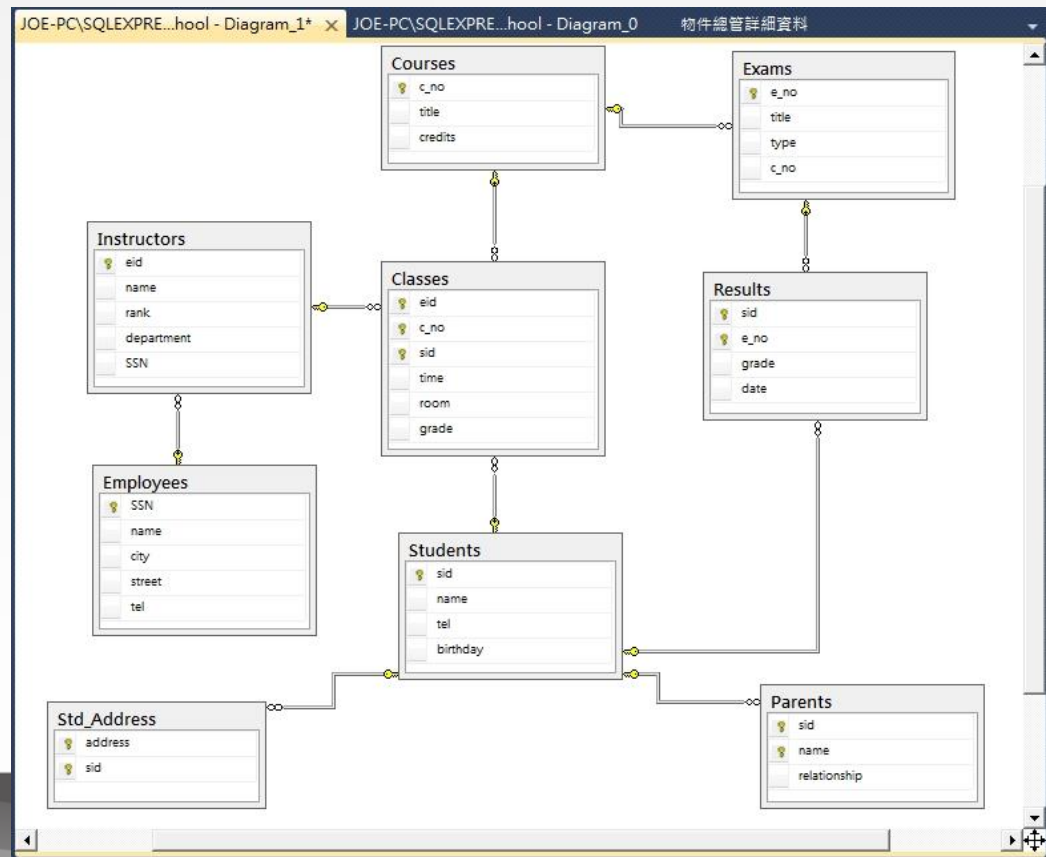 JOE-PC\SQLEXPRE...hool - Diagram_1*
JOE-PC\SQLEXPRE...hool - Diagram_0
物件總管詳細資料
Courses
c_no
title
credits
Exams
e_no
title
type
c_no
Instructors
eid
name
rank
department
SSN
Classes
eid
c_no
sid
time
room
grade
Results
sid
e_no
grade
date
Employees
SSN
name
city
street
tel
Students
sid
name
tel
birthday
Std_Address
address
sid
Parents
sid
name
relationship